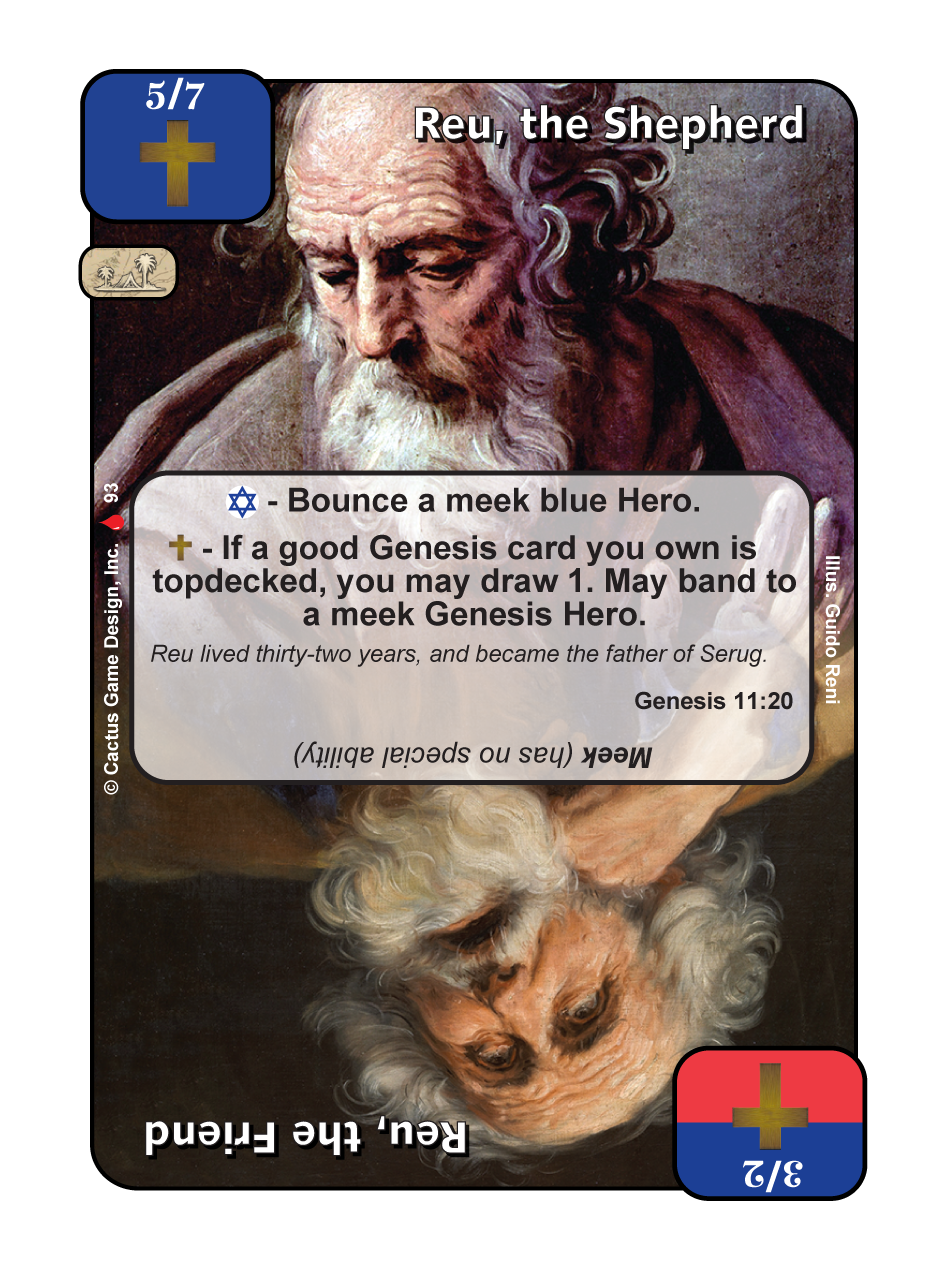 5/7
Reu, the Shepherd
- Bounce a meek blue Hero.
- If a good Genesis card you own is
topdecked, you may draw 1. May band to
a meek Genesis Hero.
Reu lived thirty-two years, and became the father of Serug.
Genesis 11:20
Meek (has no special ability)
© Cactus Game Design, Inc. 93
Illus. Guido Reni
Reu, the Friend
3/2